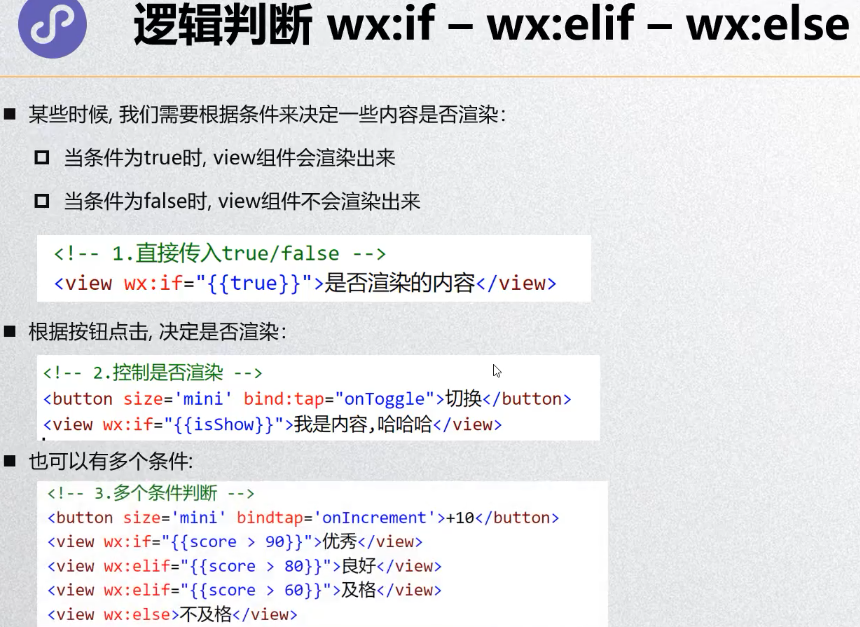 逻辑判断 wx:if – wx:elif – wx:else
某些时候, 我们需要根据条件来决定一些内容是否渲染：
当条件为true时, view组件会渲染出来
当条件为false时, view组件不会渲染出来
<!-- 1.直接传入true/false -->
<view wx:if="{{true}}">是否渲染的内容</view>
根据按钮点击, 决定是否渲染：
<!-- 2.控制是否渲染 -->
<button size='mini' bind:tap="onToggle">切换</button>
<view wx:if="{{isShow}}">我是内容,哈哈哈</view>
也可以有多个条件:
<!-- 3.多个条件判断 -->
<button size='mini' bindtap='onIncrement'>+10</button>
<view wx:if="{{score > 90}}">优秀</view>
<view wx:elif="{{score > 80}}">良好</view>
<view wx:elif="{{score > 60}}">及格</view>
<view wx:else>不及格</view>